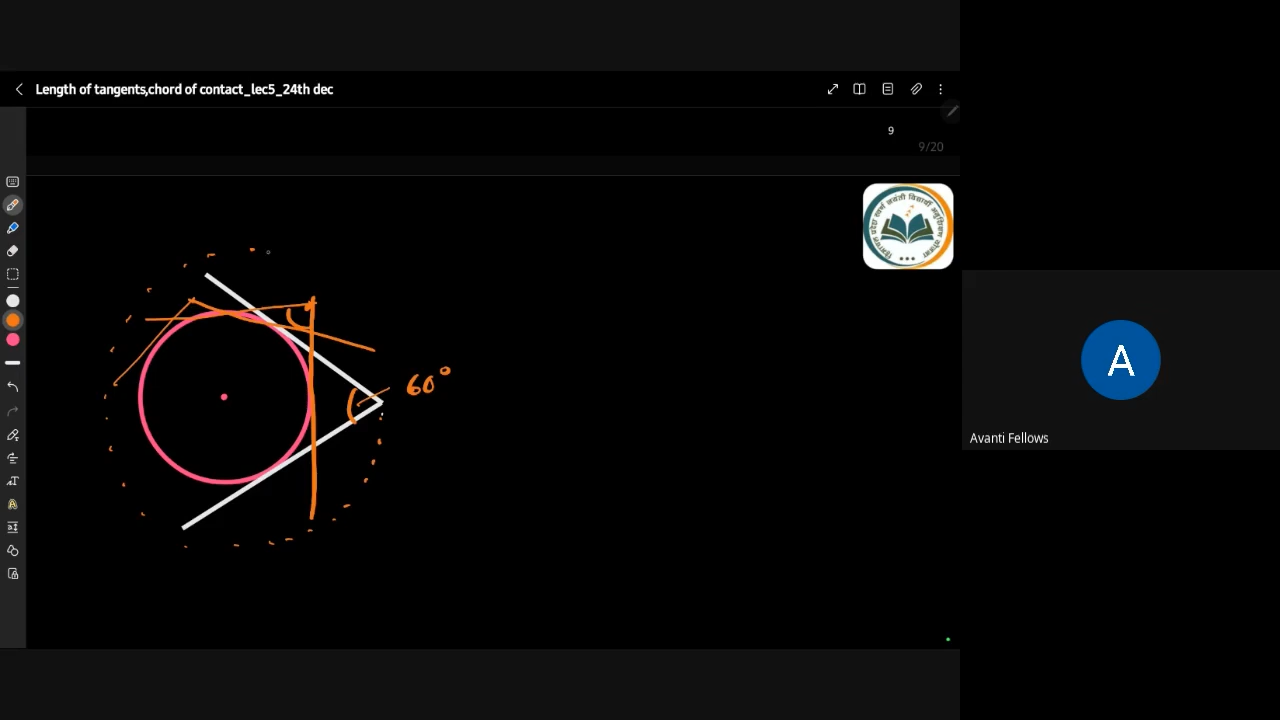 Length of tangents,chord of contact_lec5_24th dec
9
9/20
60°
A
Avanti Fellows